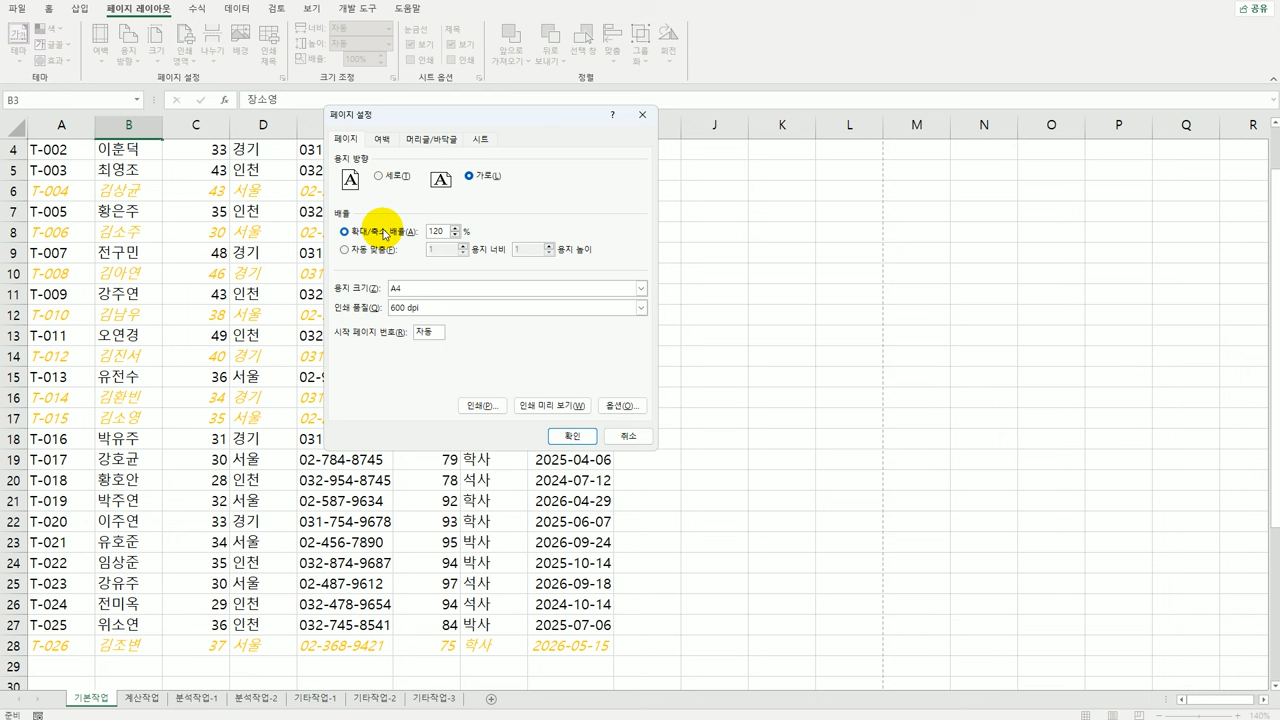 파일 홈 삽입 페이지 레이아웃 수식 데이터 검토 보기 개발 도구 도움말 공유
테마 색 글꼴 효과 여백 용지 방향 크기 인쇄 영역 나누기 배경 인쇄 제목 너비: 자동 높이: 자동 배율: 100% 눈금선 보기 인쇄 제목 보기 인쇄 앞으로 가져오기 뒤로 보내기 선택 창 맞춤 그룹화 회전
테마 페이지 설정 크기 조정 시트 옵션 정렬
B3 fx 장소영
A B C D J K L M N O P Q R
페이지 설정 ?
페이지 여백 머리글/바닥글 시트
용지 방향
A 세로(T) A 가로(L)
배율
확대/축소 배율(A): 120 %
자동 맞춤(F): 1 용지 너비 1 용지 높이
용지 크기(Z): A4
인쇄 품질(Q): 600 dpi
시작 페이지 번호(R): 자동
인쇄(P)... 인쇄 미리 보기(W) 옵션(O)...
확인 취소
4 T-002 이훈덕 33 경기 031
5 T-003 최영조 43 인천 032
6 T-004 김상균 43 서울 02-
7 T-005 황은주 35 인천 032
8 T-006 김소주 30 서울 02-
9 T-007 전구민 48 경기 031
10 T-008 김아연 46 경기 031
11 T-009 강주연 43 인천 032
12 T-010 김남우 38 서울 02-
13 T-011 오연경 49 인천 032
14 T-012 김진서 40 경기 031
15 T-013 유전수 36 서울 02-
16 T-014 김환빈 34 경기 031
17 T-015 김소영 35 서울 02-
18 T-016 박유주 31 경기 031
19 T-017 강호균 30 서울 02-784-8745 79 학사 2025-04-06
20 T-018 황호안 28 인천 032-954-8745 78 석사 2024-07-12
21 T-019 박주연 32 서울 02-587-9634 92 학사 2026-04-29
22 T-020 이주연 33 경기 031-754-9678 93 학사 2025-06-07
23 T-021 유호준 34 서울 02-456-7890 95 박사 2026-09-24
24 T-022 임상준 35 인천 032-874-9687 94 박사 2025-10-14
25 T-023 강유주 30 서울 02-487-9612 97 석사 2026-09-18
26 T-024 전미옥 29 인천 032-478-9654 94 석사 2024-10-14
27 T-025 위소연 36 인천 032-745-8541 84 박사 2025-07-06
28 T-026 김조변 37 서울 02-368-9421 75 학사 2026-05-15
29
30
기본작업 계산작업 분석작업-1 분석작업-2 기타작업-1 기타작업-2 기타작업-3
준비 140%